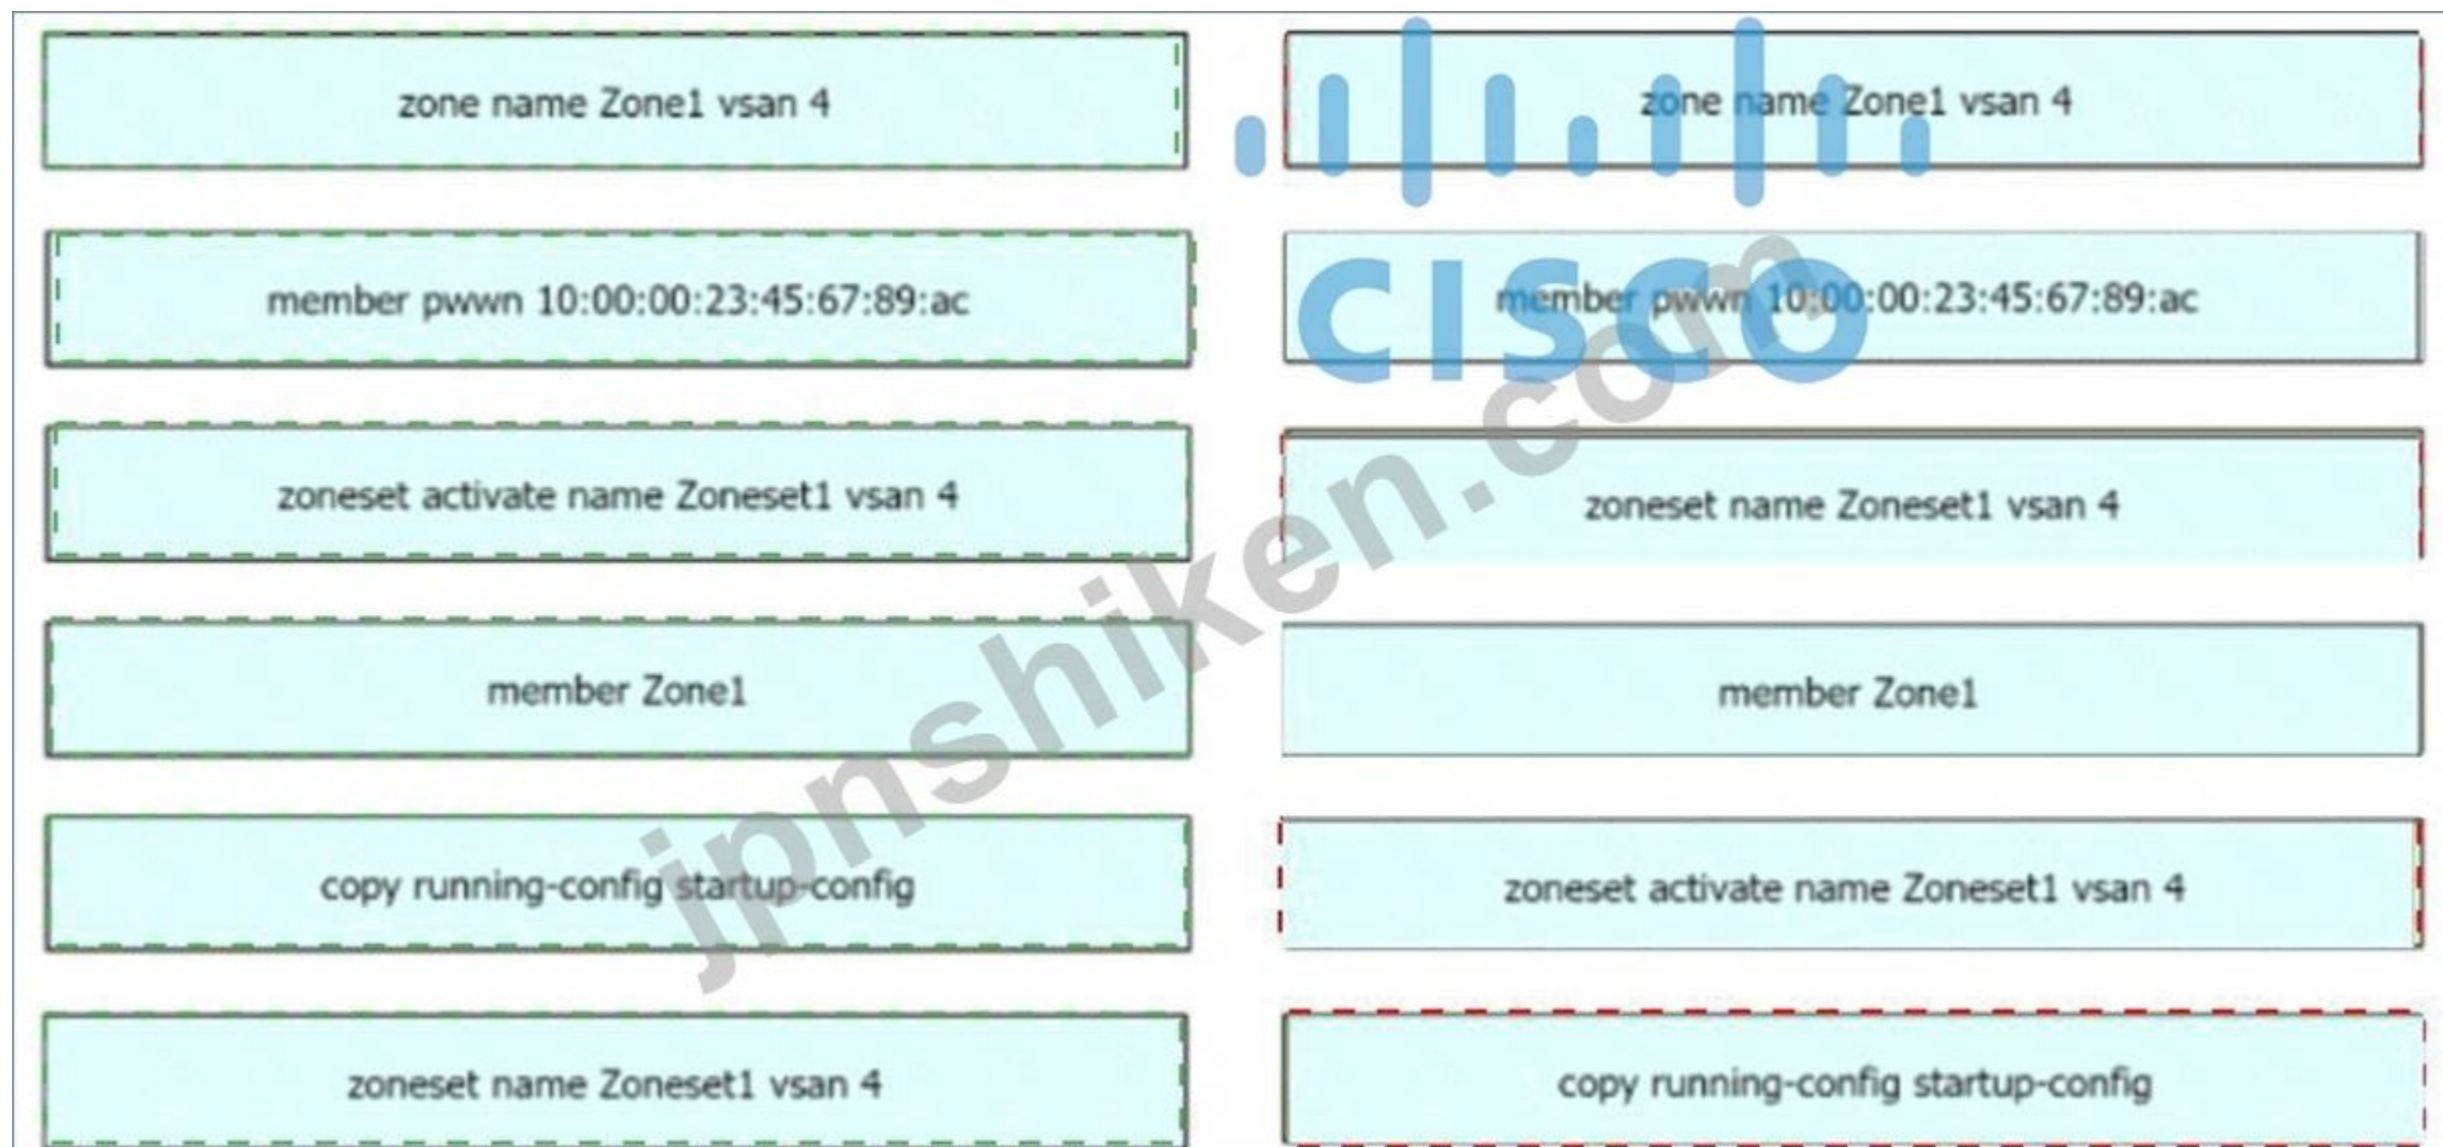 zone name Zone1 vsan 4
member pwwn 10:00:00:23:45:67:89:ac
zoneset activate name Zoneset1 vsan 4
member Zone1
copy running-config startup-config
zoneset name Zoneset1 vsan 4
zone name Zone1 vsan 4
member pwwn 10:00:00:23:45:67:89:ac
zoneset name Zoneset1 vsan 4
member Zone1
zoneset activate name Zoneset1 vsan 4
copy running-config startup-config
CISCO
jpnshiken.com